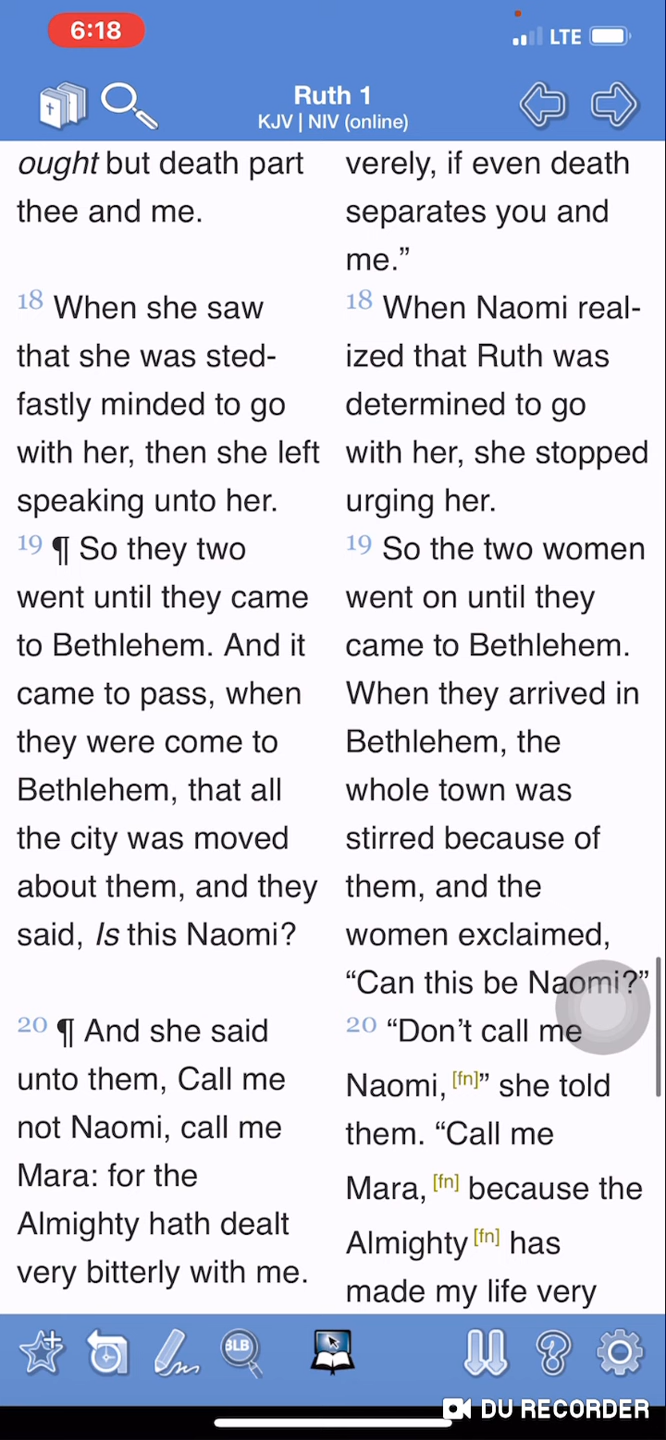 6:18
LTE
Ruth 1
KJV | NIV (online)
ought but death part
thee and me.
18 When she saw
that she was sted-
fastly minded to go
with her, then she left
speaking unto her.
19 ¶ So they two
went until they came
to Bethlehem. And it
came to pass, when
they were come to
Bethlehem, that all
the city was moved
about them, and they
said, Is this Naomi?
20 ¶ And she said
unto them, Call me
not Naomi, call me
Mara: for the
Almighty hath dealt
very bitterly with me.
verely, if even death
separates you and
me.”
18 When Naomi real-
ized that Ruth was
determined to go
with her, she stopped
urging her.
19 So the two women
went on until they
came to Bethlehem.
When they arrived in
Bethlehem, the
whole town was
stirred because of
them, and the
women exclaimed,
“Can this be Naomi?”
20 “Don’t call me
Naomi, [fn]” she told
them. “Call me
Mara, [fn] because the
Almighty [fn] has
made my life very
BLB
DU RECORDER